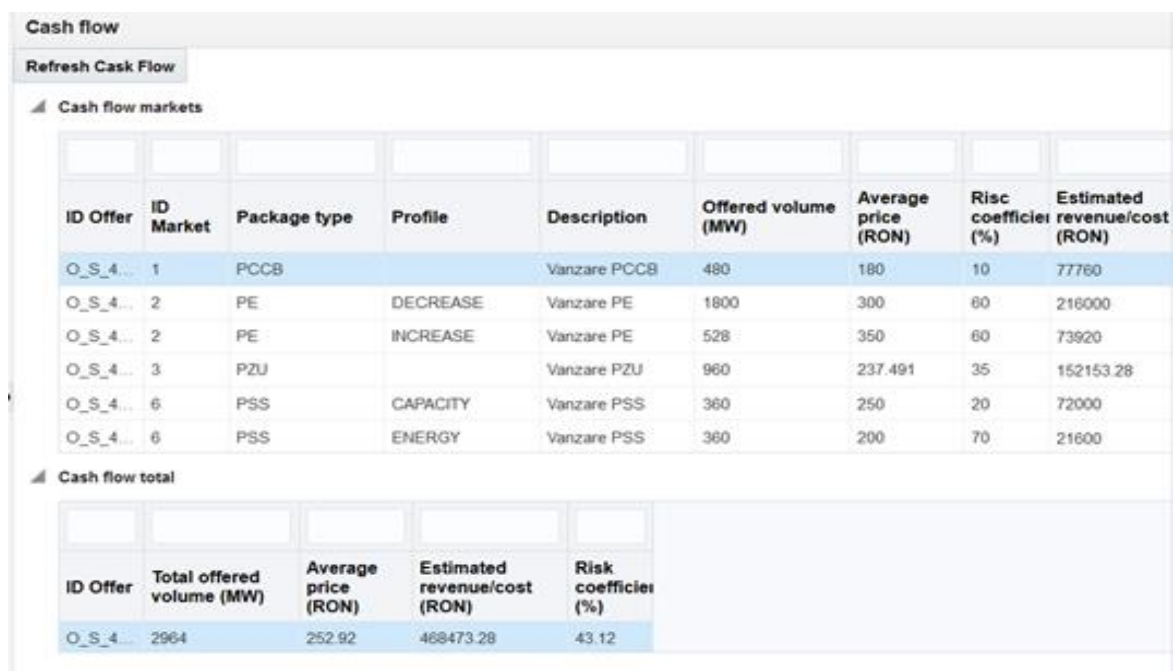 Cash flow
Refresh Cask Flow
Cash flow markets
ID Offer ID Market Package type Profile Description Offered volume (MW) Average price (RON) Risc coefficien (%) Estimated revenue/cost (RON)
O_S_4... 1 PCCB Vanzare PCCB 480 180 10 77760
O_S_4... 2 PE DECREASE Vanzare PE 1800 300 60 216000
O_S_4... 2 PE INCREASE Vanzare PE 528 350 60 73920
O_S_4... 3 PZU Vanzare PZU 960 237.491 35 152153.28
O_S_4... 6 PSS CAPACITY Vanzare PSS 360 250 20 72000
O_S_4... 6 PSS ENERGY Vanzare PSS 360 200 70 21600
Cash flow total
ID Offer Total offered volume (MW) Average price (RON) Estimated revenue/cost (RON) Risk coefficien (%)
O_S_4... 2964 252.92 468473.28 43.12